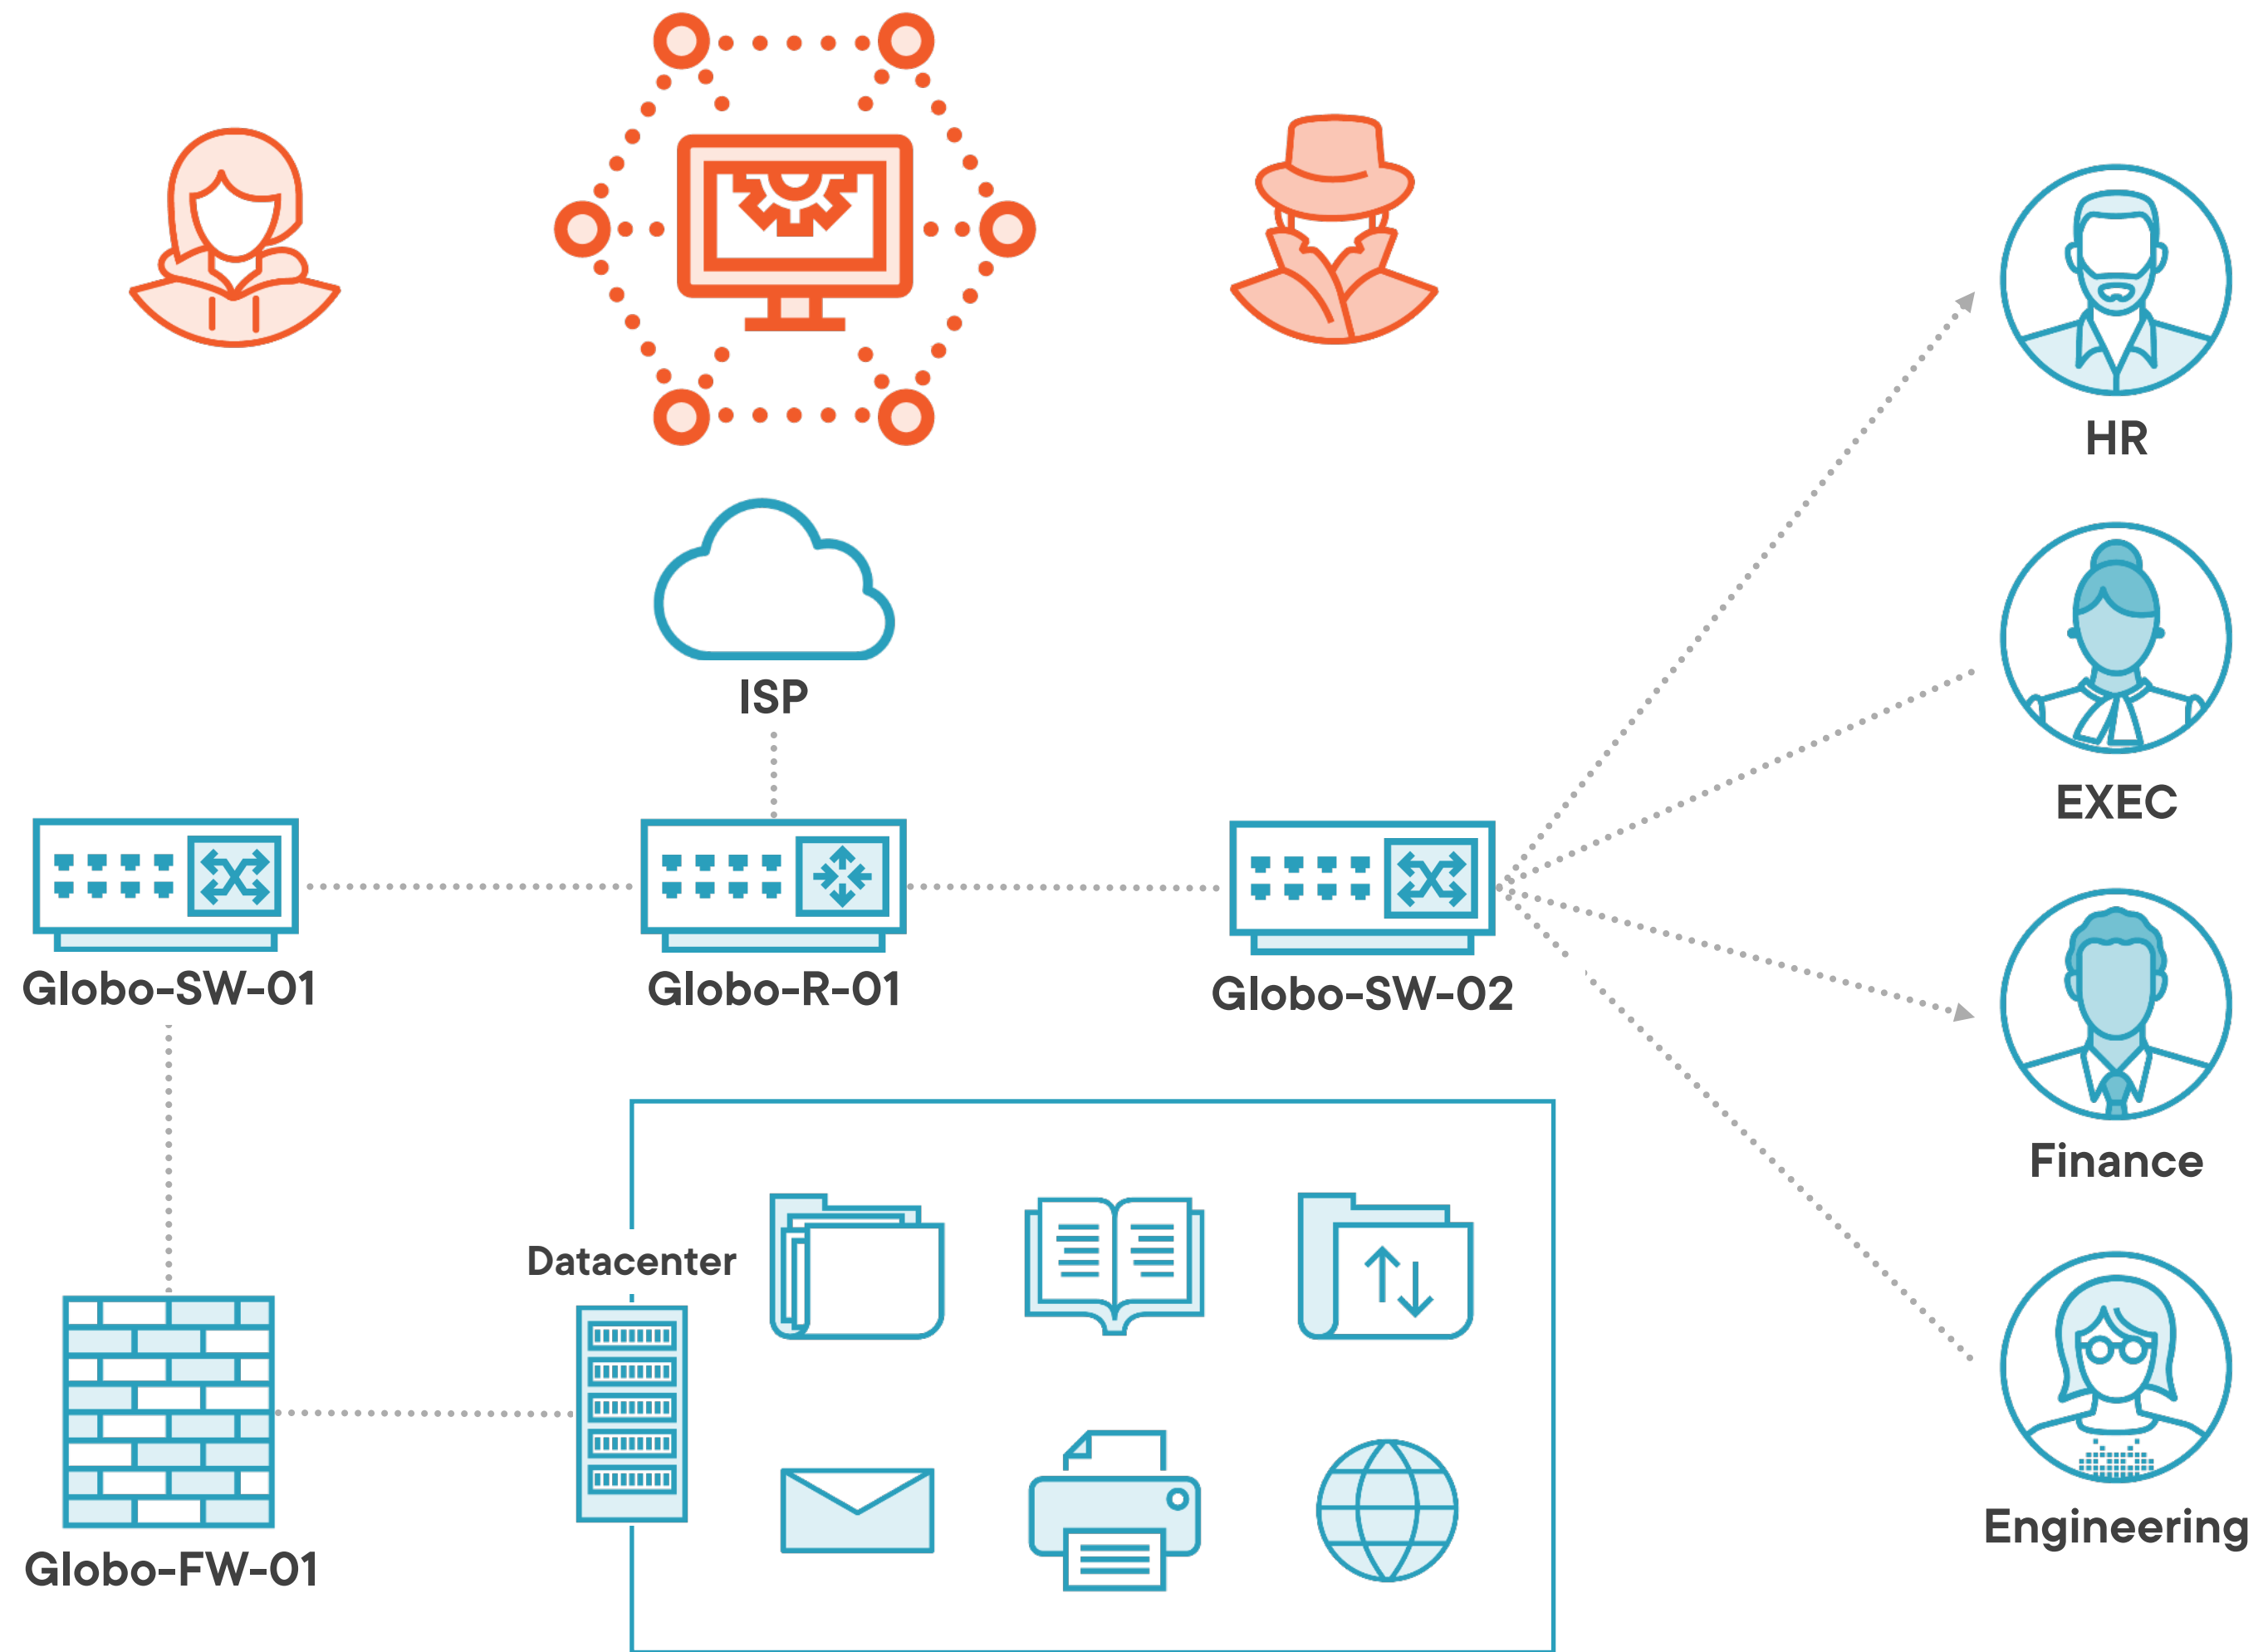 HR
ISP
EXEC
Globo-SW-01
Globo-R-01
Globo-SW-02
Finance
Datacenter
Engineering
Globo-FW-01